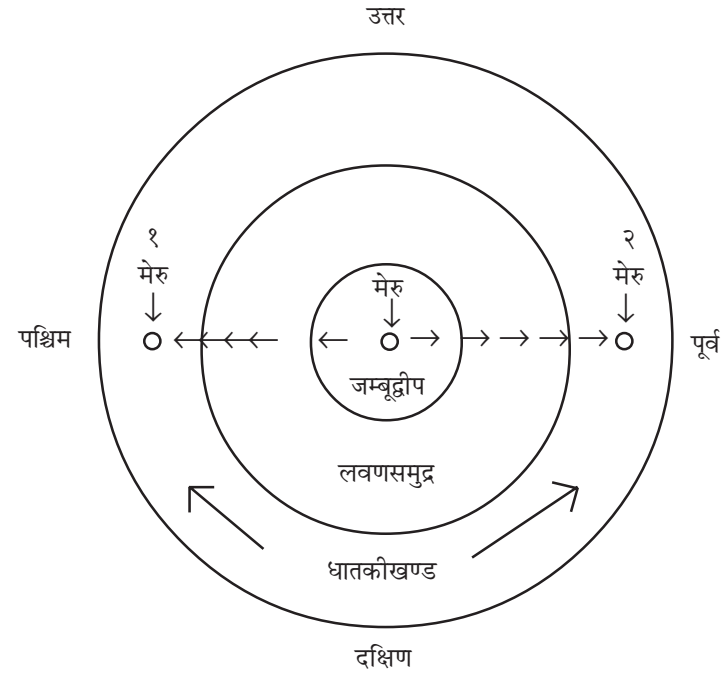 उत्तर
१
मेरु
२
मेरु
मेरु
पश्चिम
पूर्व
जम्बूद्वीप
लवणसमुद्र
धातकीखण्ड
दक्षिण